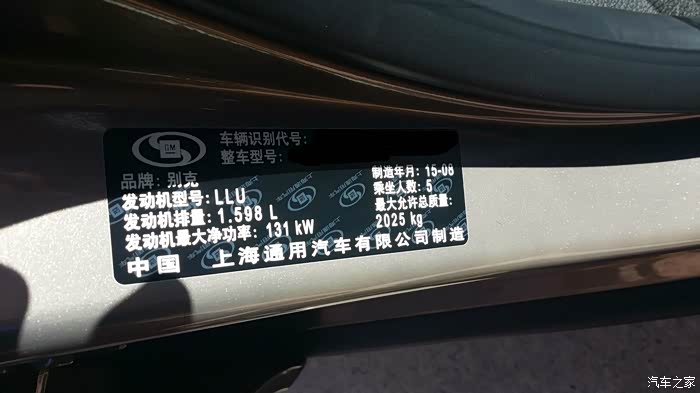 GM
车辆识别代号:
整车型号:
品牌: 别克
制造年月: 15-08
发动机型号: LLU
乘坐人数: 5
发动机排量: 1.598 L
最大允许总质量:
2025 kg
发动机最大净功率: 131 kW
中国 上海通用汽车有限公司制造
汽车之家